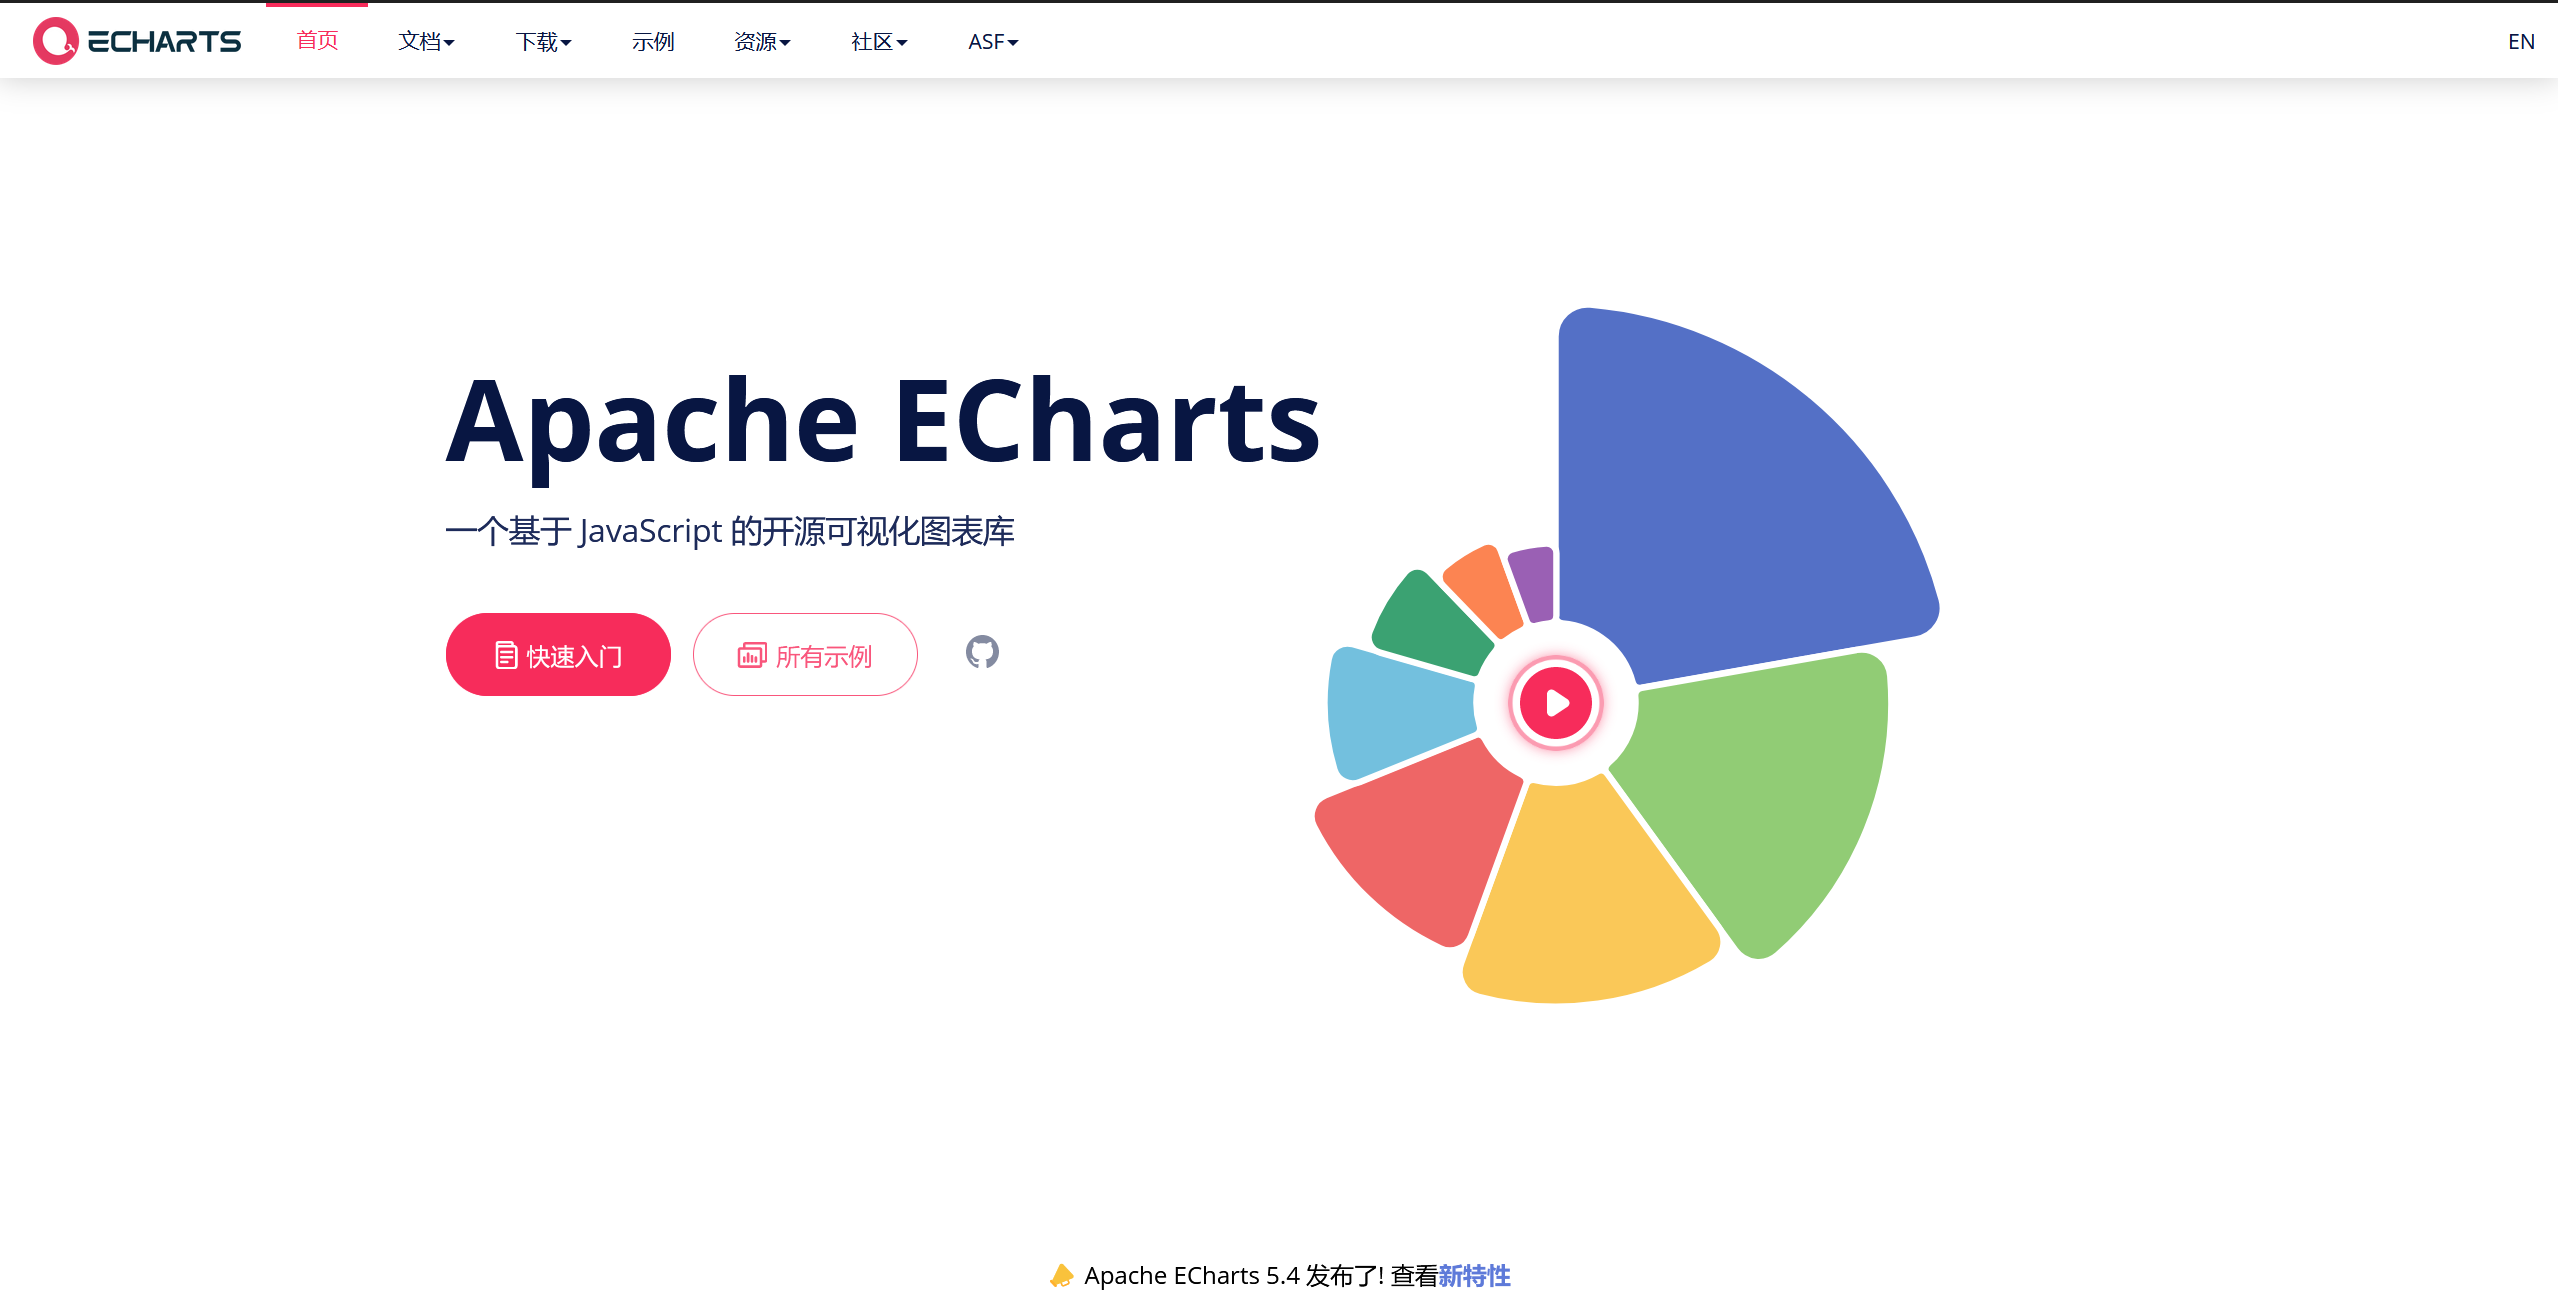 ECHARTS 首页 文档 下载 示例 资源 社区 ASF EN
Apache ECharts
一个基于 JavaScript 的开源可视化图表库
快速入门 所有示例
Apache ECharts 5.4 发布了! 查看新特性